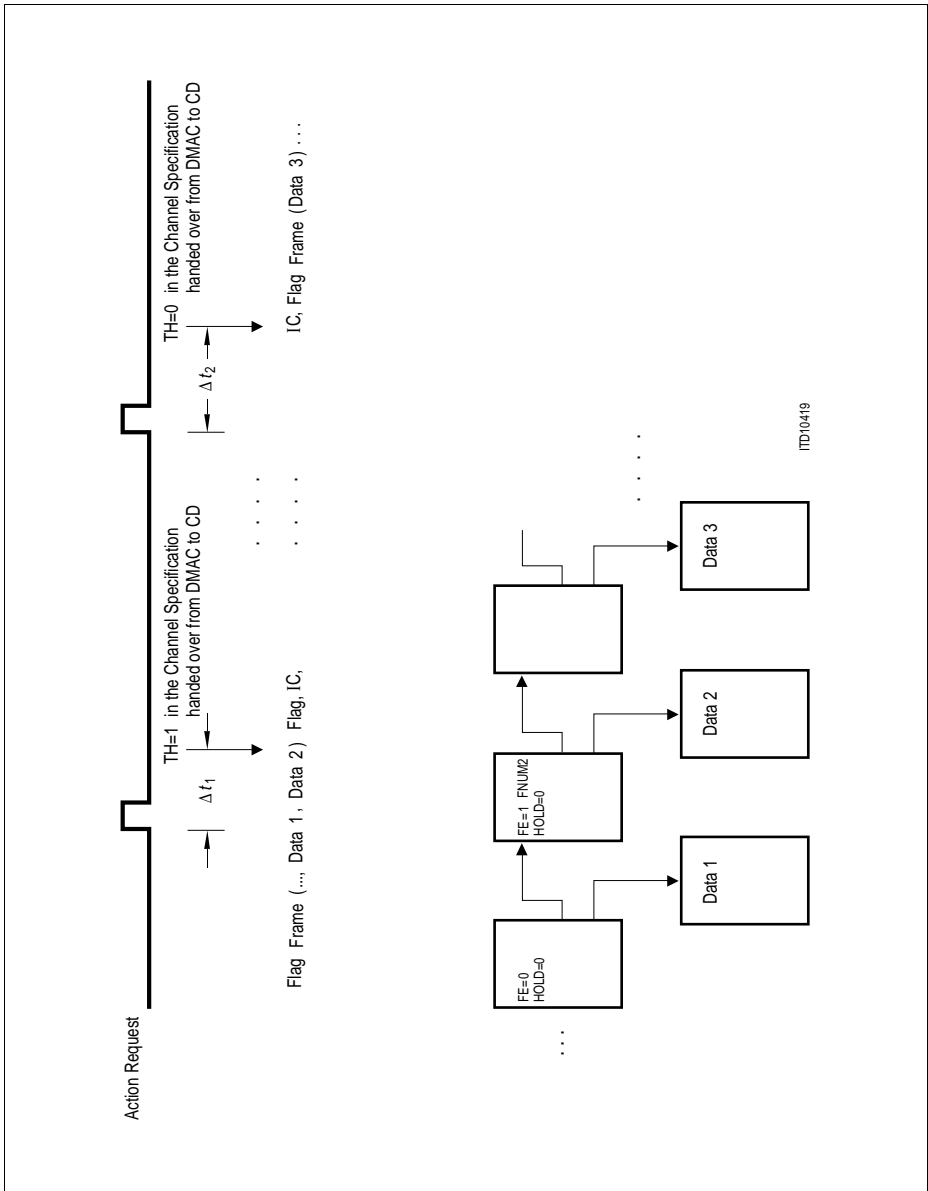 Action Request
TH=1 in the Channel Specification
handed over from DMAC to CD
TH=0 in the Channel Specification
handed over from DMAC to CD
Δ t1
Δ t2
Flag Frame (..., Data 1, Data 2) Flag, IC,
. . . .
. . . .
IC, Flag Frame (Data 3) . . .
. . .
FE=0
HOLD=0
FE=1 FNUM2
HOLD=0
. . . .
Data 1
Data 2
Data 3
ITD10419